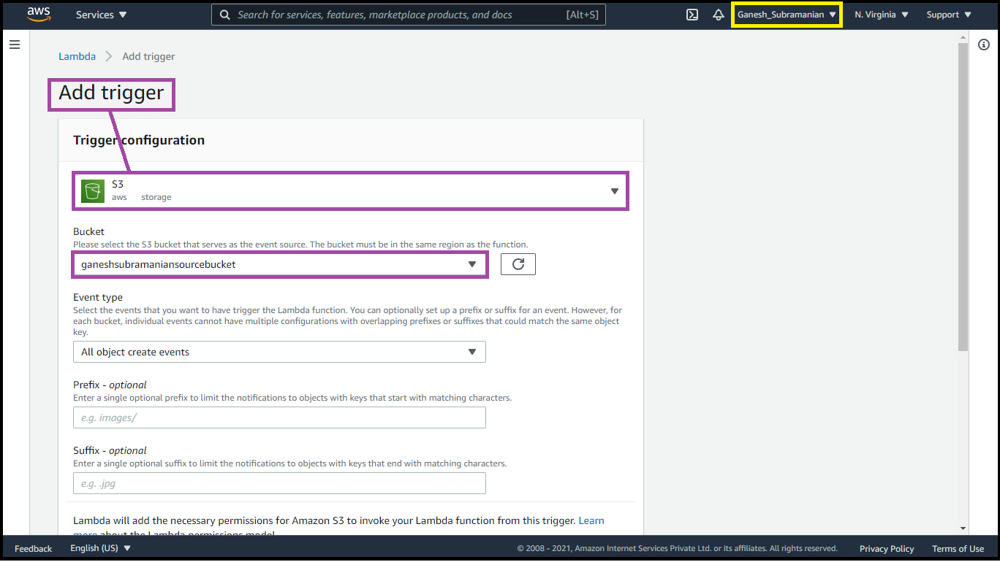 aws
Services
Search for services, features, marketplace products, and docs [Alt+S]
Ganesh_Subramanian
N. Virginia
Support
Lambda
Add trigger
Add trigger
Trigger configuration
S3
aws storage
Bucket
Please select the S3 bucket that serves as the event source. The bucket must be in the same region as the function.
ganeshsubramaniansourcebucket
Event type
Select the events that you want to have trigger the Lambda function. You can optionally set up a prefix or suffix for an event. However, for
each bucket, individual events cannot have multiple configurations with overlapping prefixes or suffixes that could match the same object
key.
All object create events
Prefix - optional
Enter a single optional prefix to limit the notifications to objects with keys that start with matching characters.
e.g. images/
Suffix - optional
Enter a single optional suffix to limit the notifications to objects with keys that end with matching characters.
e.g. .jpg
Lambda will add the necessary permissions for Amazon S3 to invoke your Lambda function from this trigger. Learn
more about the Lambda permissions model.
Feedback
English (US)
© 2008 - 2021, Amazon Internet Services Private Ltd. or its affiliates. All rights reserved.
Privacy Policy
Terms of Use